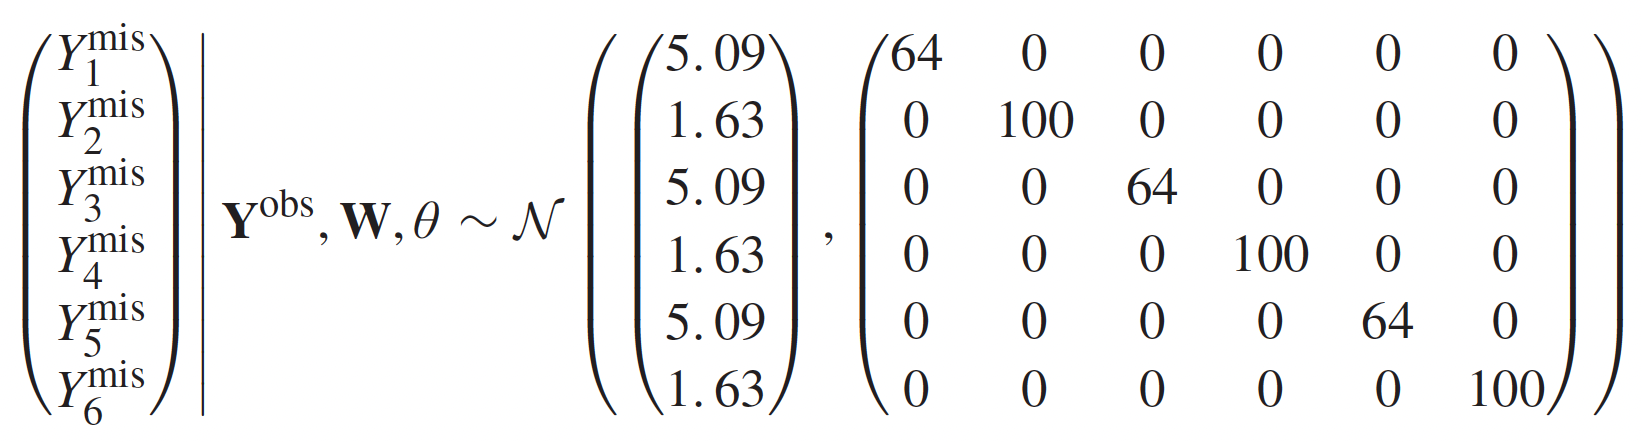 $$\left.\begin{pmatrix} Y_1^{\text{mis}} \\ Y_2^{\text{mis}} \\ Y_3^{\text{mis}} \\ Y_4^{\text{mis}} \\ Y_5^{\text{mis}} \\ Y_6^{\text{mis}} \end{pmatrix} \right| \mathbf{Y}^{\text{obs}}, \mathbf{W}, \theta \sim \mathcal{N} \left( \begin{pmatrix} 5.09 \\ 1.63 \\ 5.09 \\ 1.63 \\ 5.09 \\ 1.63 \end{pmatrix}, \begin{pmatrix} 64 & 0 & 0 & 0 & 0 & 0 \\ 0 & 100 & 0 & 0 & 0 & 0 \\ 0 & 0 & 64 & 0 & 0 & 0 \\ 0 & 0 & 0 & 100 & 0 & 0 \\ 0 & 0 & 0 & 0 & 64 & 0 \\ 0 & 0 & 0 & 0 & 0 & 100 \end{pmatrix} \right)$$